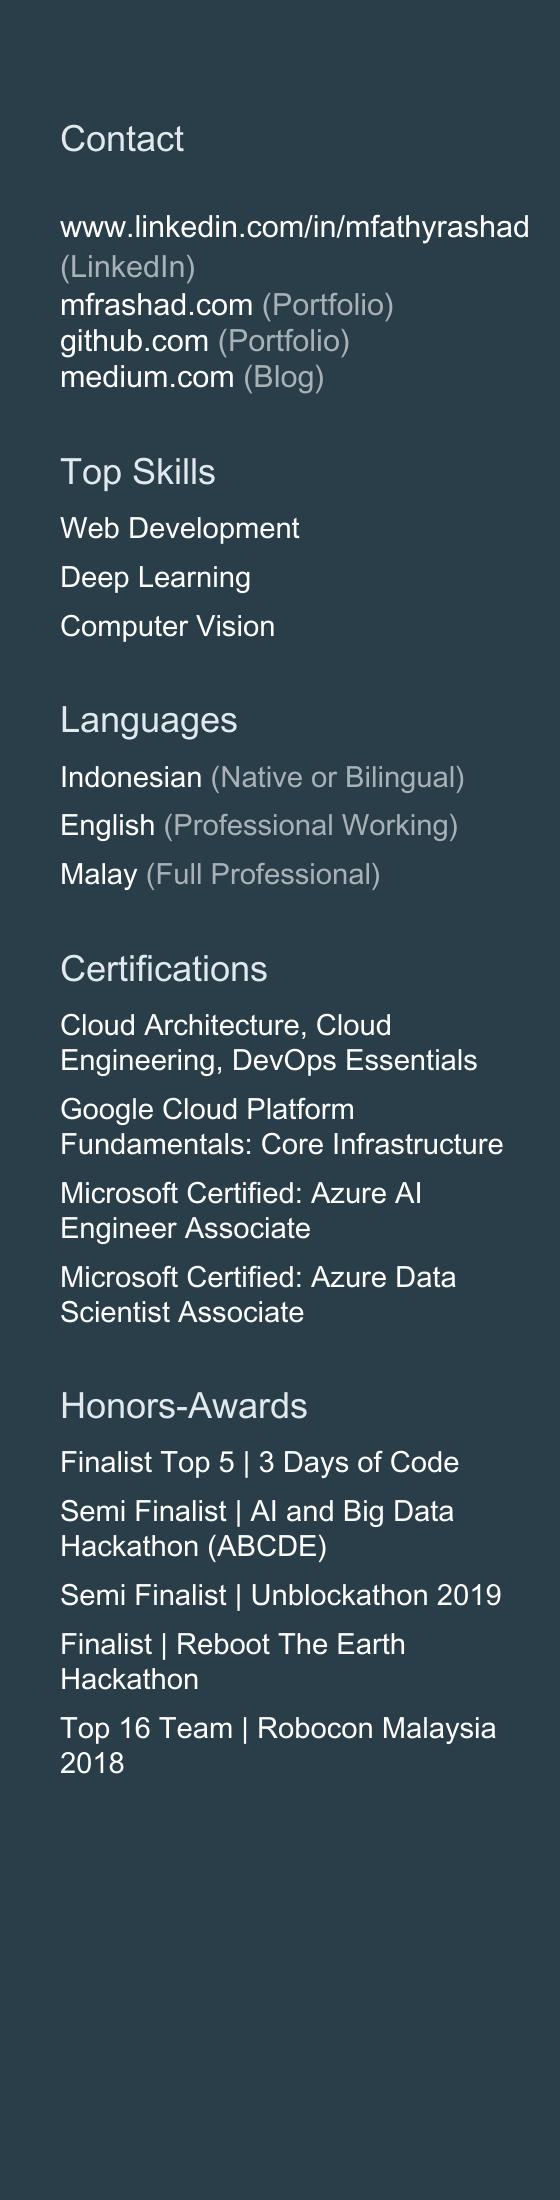 Contact
www.linkedin.com/in/mfathyrashad
(LinkedIn)
mfrashad.com (Portfolio)
github.com (Portfolio)
medium.com (Blog)
Top Skills
Web Development
Deep Learning
Computer Vision
Languages
Indonesian (Native or Bilingual)
English (Professional Working)
Malay (Full Professional)
Certifications
Cloud Architecture, Cloud
Engineering, DevOps Essentials
Google Cloud Platform
Fundamentals: Core Infrastructure
Microsoft Certified: Azure AI
Engineer Associate
Microsoft Certified: Azure Data
Scientist Associate
Honors-Awards
Finalist Top 5 | 3 Days of Code
Semi Finalist | AI and Big Data
Hackathon (ABCDE)
Semi Finalist | Unblockathon 2019
Finalist | Reboot The Earth
Hackathon
Top 16 Team | Robocon Malaysia
2018